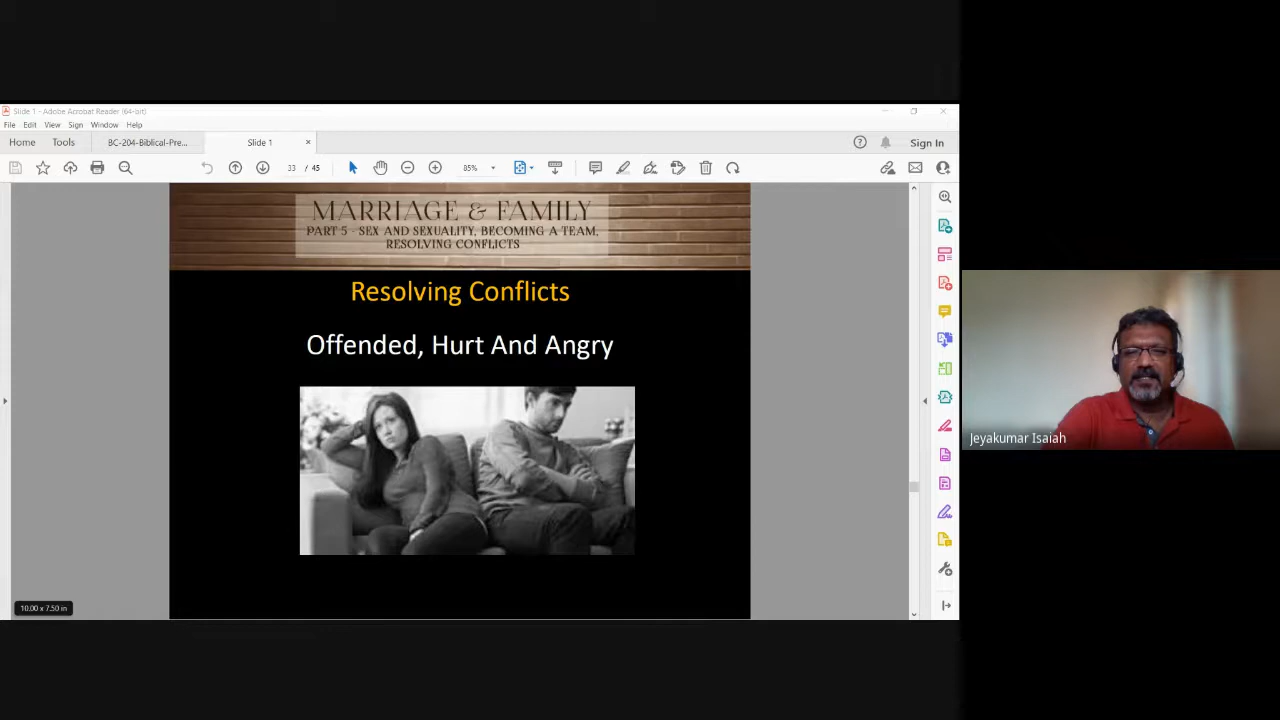 Slide 1 - Adobe Acrobat Reader (64-bit)
File Edit View Sign Window Help
Home Tools BC-204-Biblical-Pre... Slide 1 × Sign In
33 / 45 85%
MARRIAGE & FAMILY
PART 5 - SEX AND SEXUALITY, BECOMING A TEAM,
RESOLVING CONFLICTS
Resolving Conflicts
Offended, Hurt And Angry
Jeyakumar Isaiah
10.00 x 7.50 in